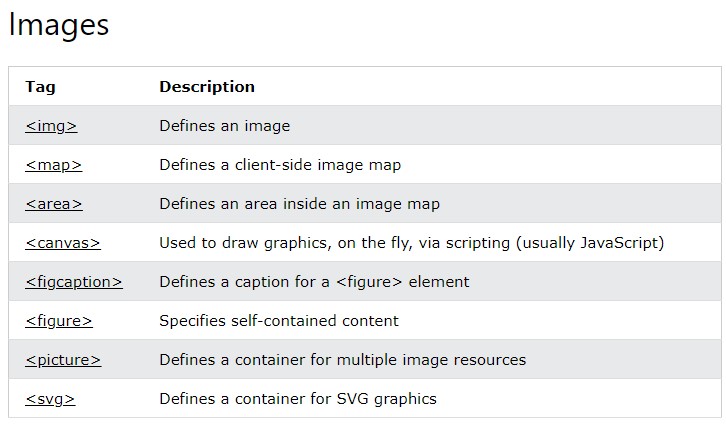 Images
Tag Description
<img> Defines an image
<map> Defines a client-side image map
<area> Defines an area inside an image map
<canvas> Used to draw graphics, on the fly, via scripting (usually JavaScript)
<figcaption> Defines a caption for a <figure> element
<figure> Specifies self-contained content
<picture> Defines a container for multiple image resources
<svg> Defines a container for SVG graphics